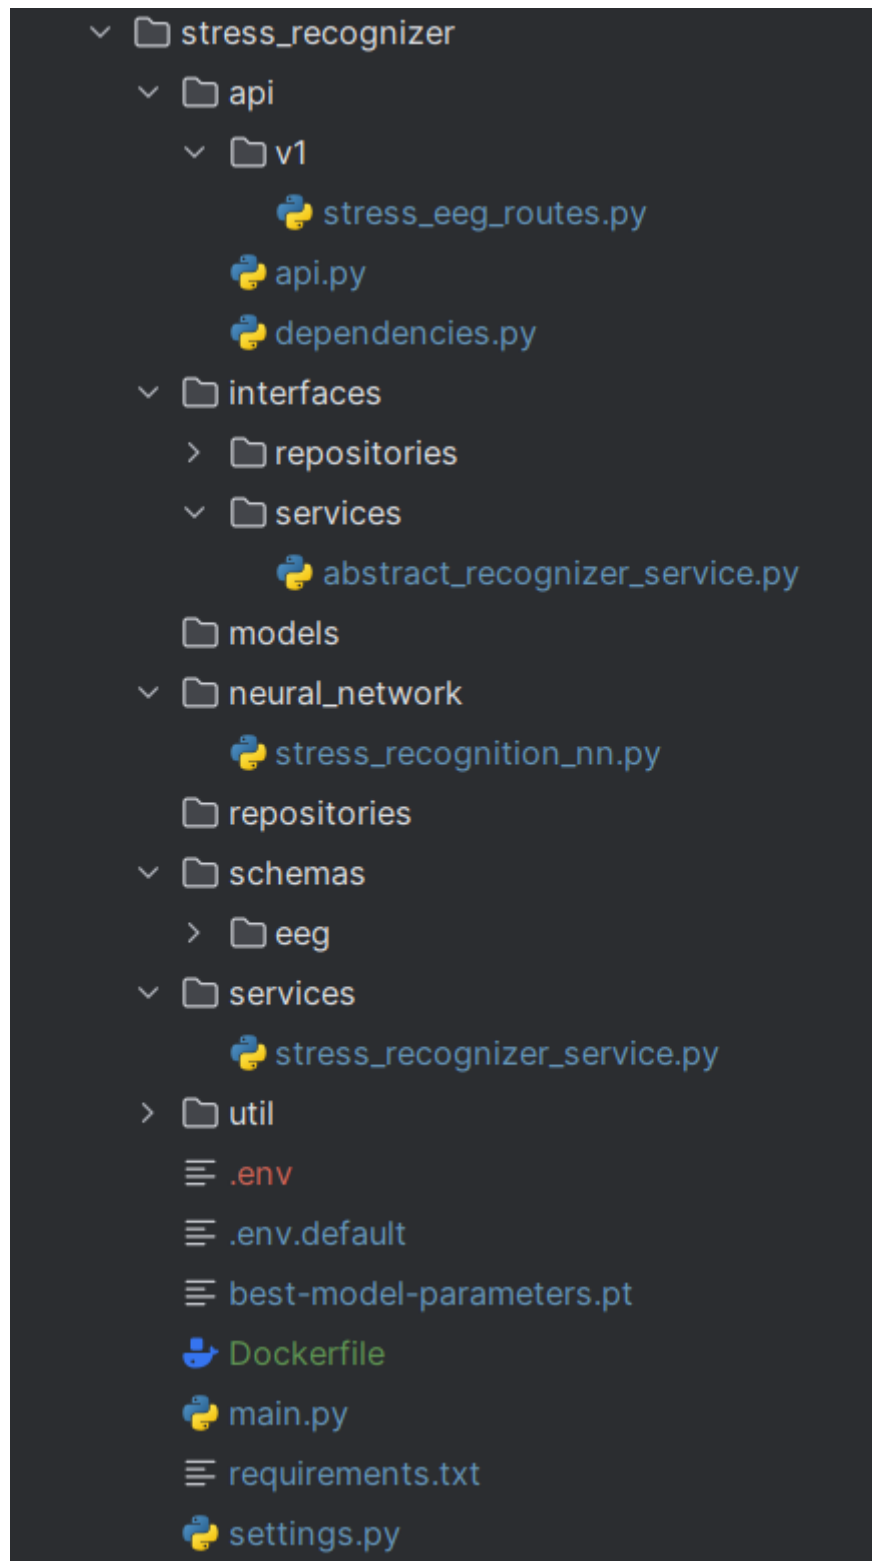 stress_recognizer
api
v1
stress_eeg_routes.py
api.py
dependencies.py
interfaces
repositories
services
abstract_recognizer_service.py
models
neural_network
stress_recognition_nn.py
repositories
schemas
eeg
services
stress_recognizer_service.py
util
.env
.env.default
best-model-parameters.pt
Dockerfile
main.py
requirements.txt
settings.py